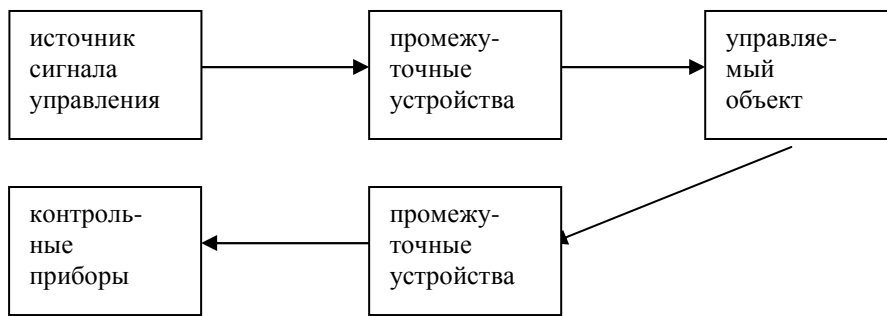 источник
сигнала
управления
промежу-
точные
устройства
управляе-
мый
объект
контроль-
ные
приборы
промежу-
точные
устройства